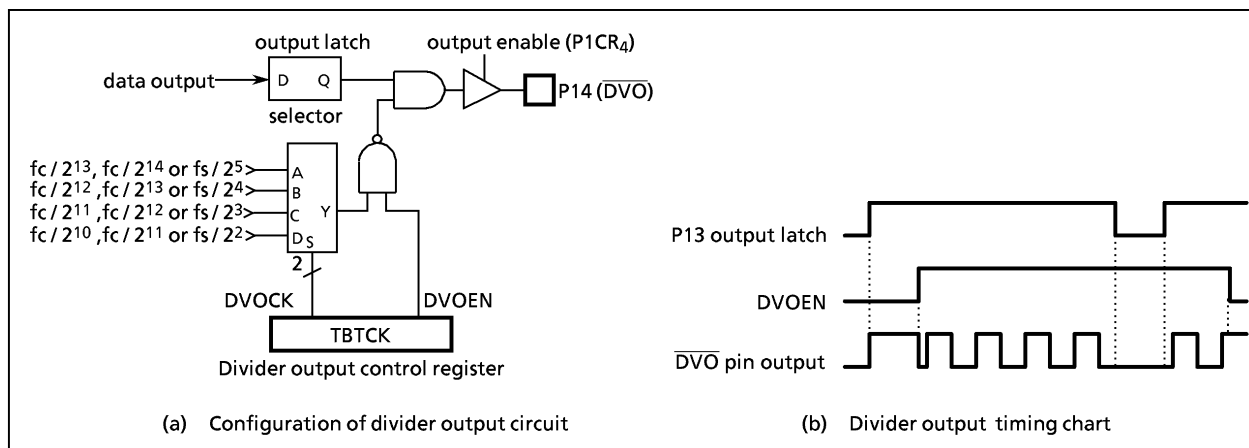 output latch
output enable (P1CR4)
data output
D Q
P14 (DVO)
selector
fc / 2^13, fc / 2^14 or fs / 2^5
A
fc / 2^12 ,fc / 2^13 or fs / 2^4
B
fc / 2^11 ,fc / 2^12 or fs / 2^3
C
Y
fc / 2^10 ,fc / 2^11 or fs / 2^2
D
S
2
DVOCK
DVOEN
TBTCK
Divider output control register
(a) Configuration of divider output circuit
P13 output latch
DVOEN
DVO pin output
(b) Divider output timing chart